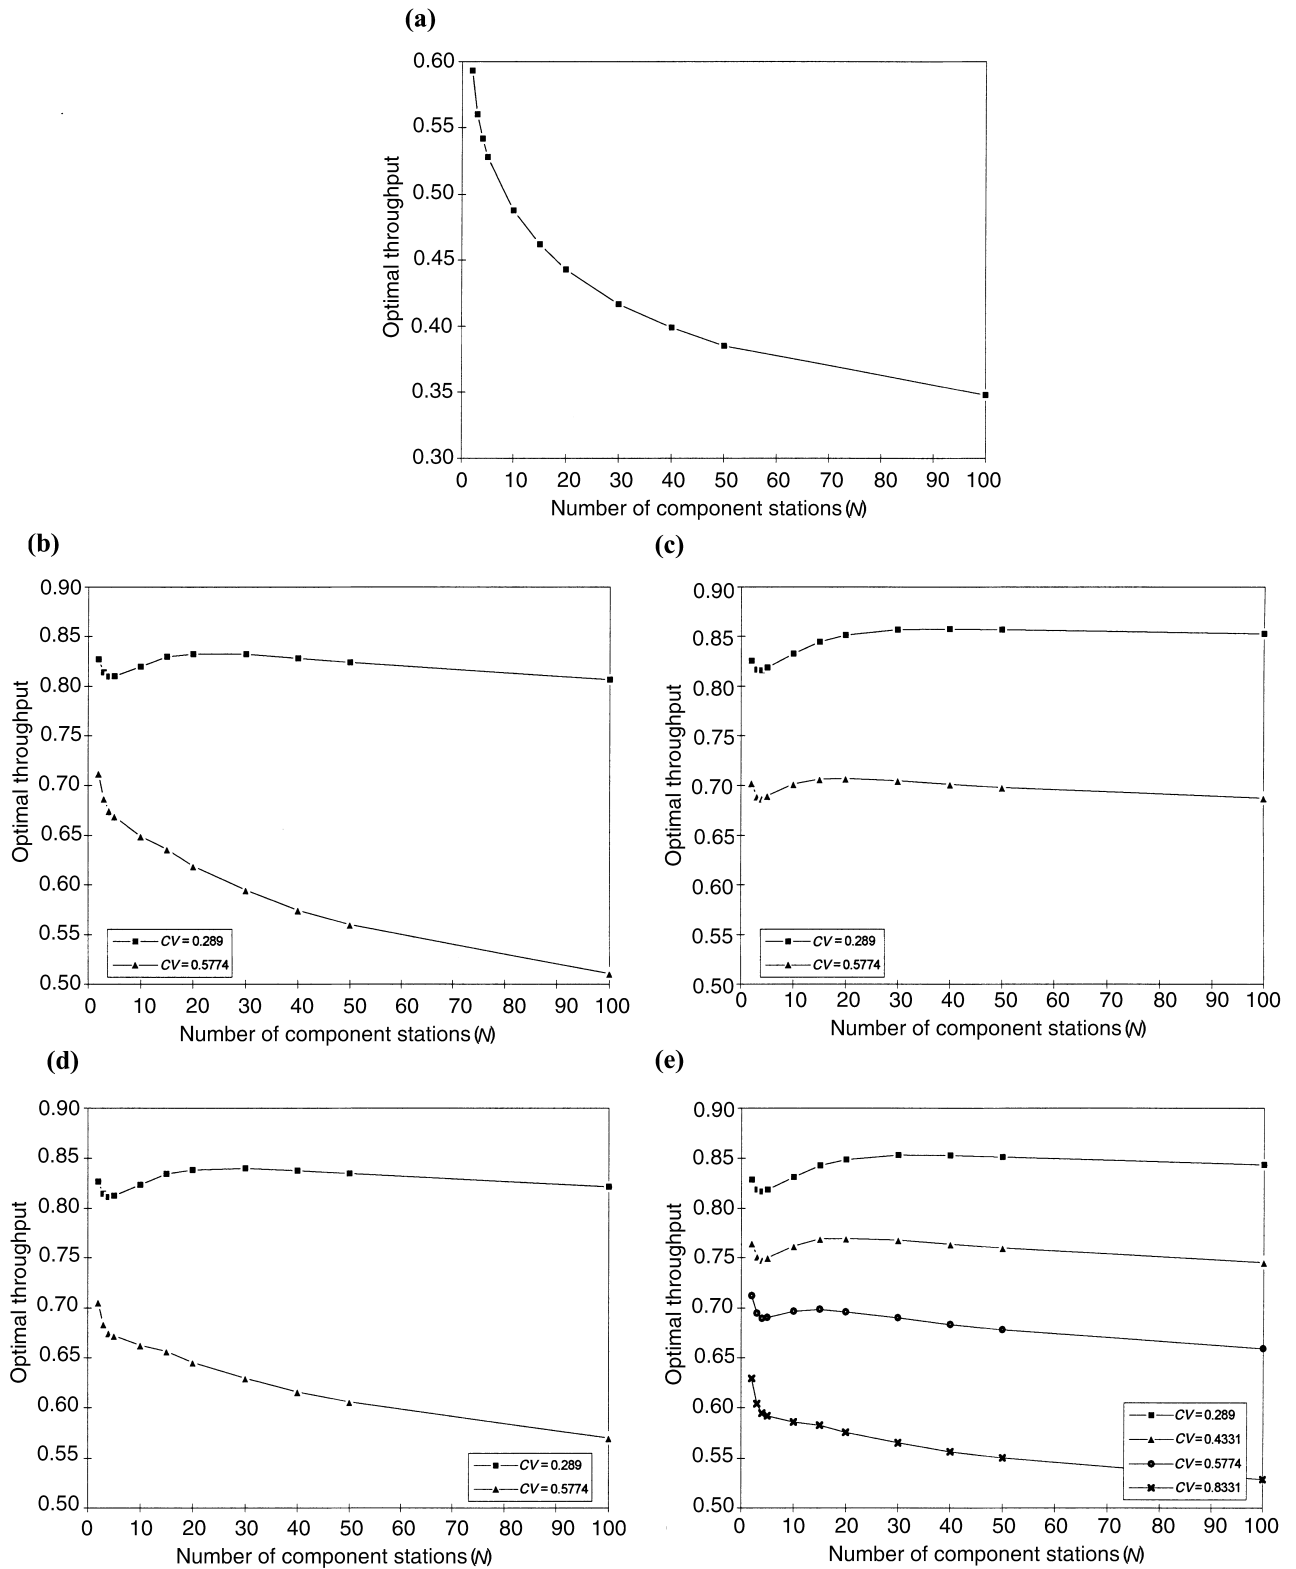 (a)
0.60
0.55
0.50
0.45
0.40
0.35
0.30
Optimal throughput
0 10 20 30 40 50 60 70 80 90 100
Number of component stations (N)
(b)
0.90
0.85
0.80
0.75
0.70
0.65
0.60
0.55
0.50
Optimal throughput
CV = 0.289
CV = 0.5774
0 10 20 30 40 50 60 70 80 90 100
Number of component stations (N)
(c)
0.90
0.85
0.80
0.75
0.70
0.65
0.60
0.55
0.50
Optimal throughput
CV = 0.289
CV = 0.5774
0 10 20 30 40 50 60 70 80 90 100
Number of component stations (N)
(d)
0.90
0.85
0.80
0.75
0.70
0.65
0.60
0.55
0.50
Optimal throughput
CV = 0.289
CV = 0.5774
0 10 20 30 40 50 60 70 80 90 100
Number of component stations (N)
(e)
0.90
0.85
0.80
0.75
0.70
0.65
0.60
0.55
0.50
Optimal throughput
CV = 0.289
CV = 0.4331
CV = 0.5774
CV = 0.8331
0 10 20 30 40 50 60 70 80 90 100
Number of component stations (N)